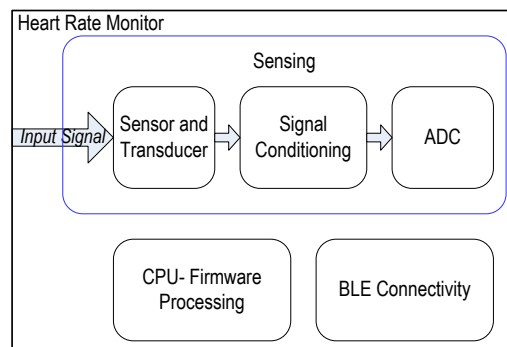 Heart Rate Monitor
Sensing
Input Signal
Sensor and
Transducer
Signal
Conditioning
ADC
CPU- Firmware
Processing
BLE Connectivity